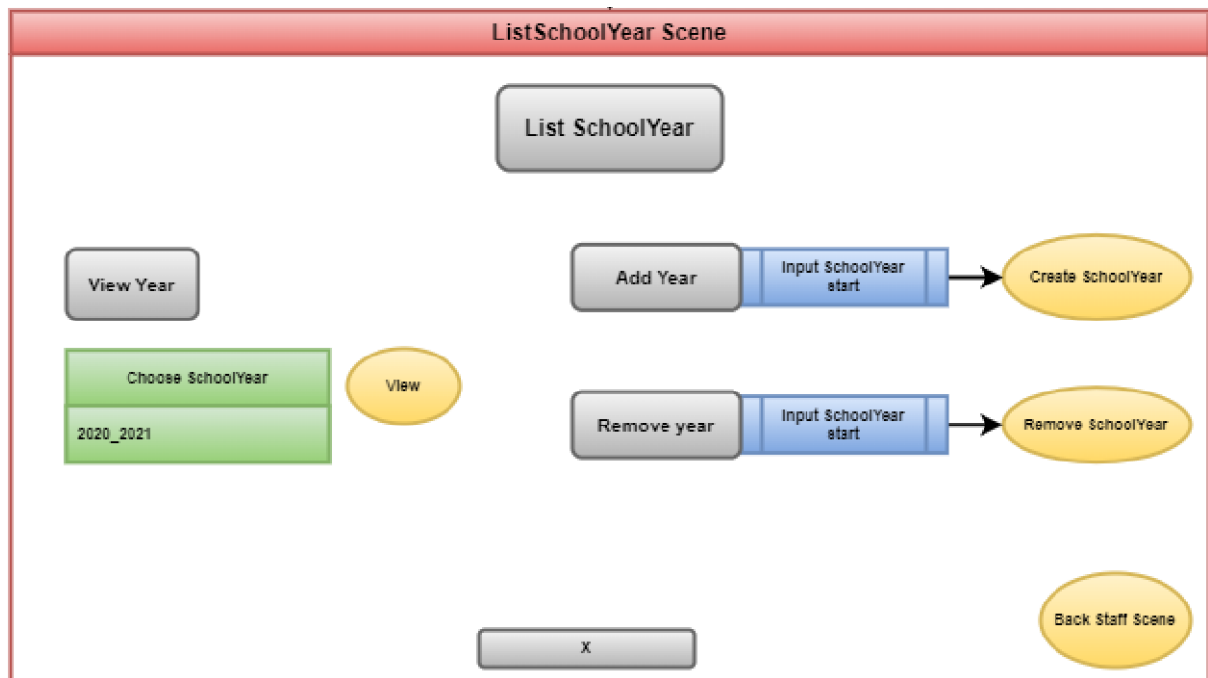 ListSchoolYear Scene
List SchoolYear
View Year
Choose SchoolYear
2020_2021
View
Add Year
Input SchoolYear
start
Create SchoolYear
Remove year
Input SchoolYear
start
Remove SchoolYear
Back Staff Scene
X